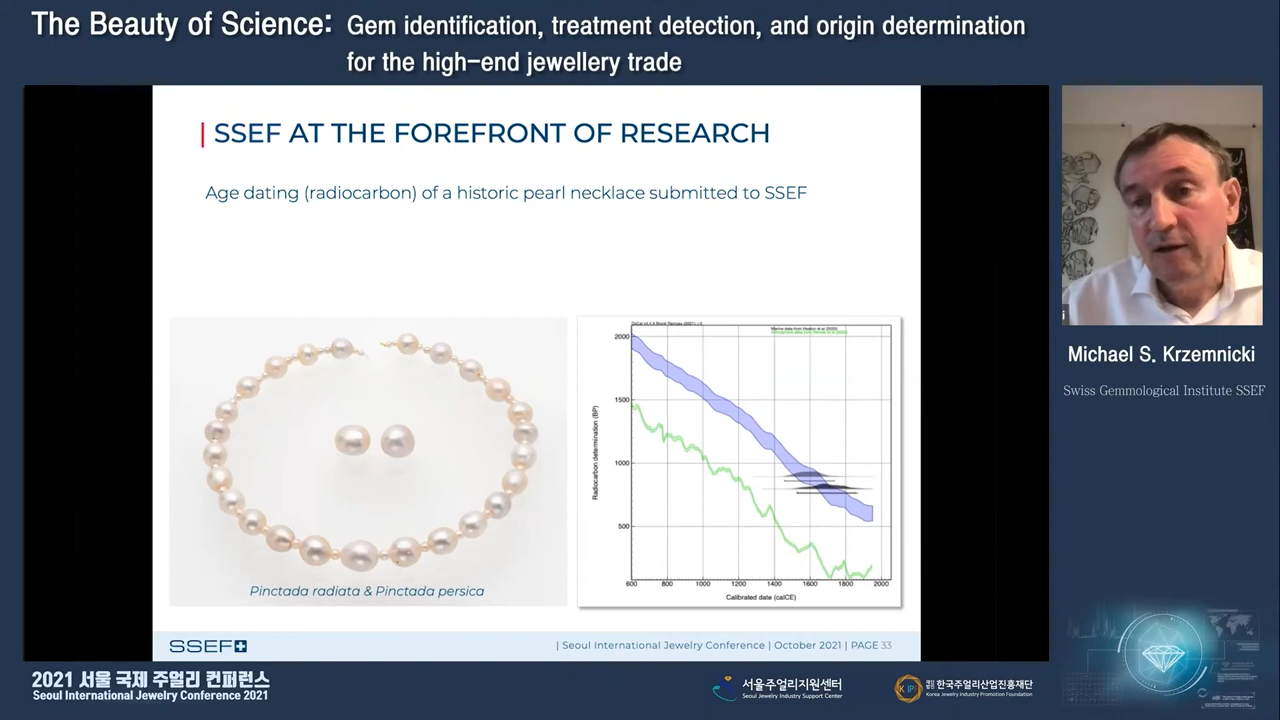 The Beauty of Science: Gem identification, treatment detection, and origin determination
for the high-end jewellery trade
| SSEF AT THE FOREFRONT OF RESEARCH
Age dating (radiocarbon) of a historic pearl necklace submitted to SSEF
Pinctada radiata & Pinctada persica
2000
1500
1000
500
Radiocarbon determination (BP)
600 800 1000 1200 1400 1600 1800 2000
Calibrated date (calCE)
SSEF
| Seoul International Jewelry Conference | October 2021 | PAGE 33
Michael S. Krzemnicki
Swiss Gemmological Institute SSEF
2021 서울 국제 주얼리 컨퍼런스
Seoul International Jewelry Conference 2021
서울주얼리지원센터
Seoul Jewelry Industry Support Center
한국주얼리산업진흥재단
Korea Jewelry Industry Promotion Foundation